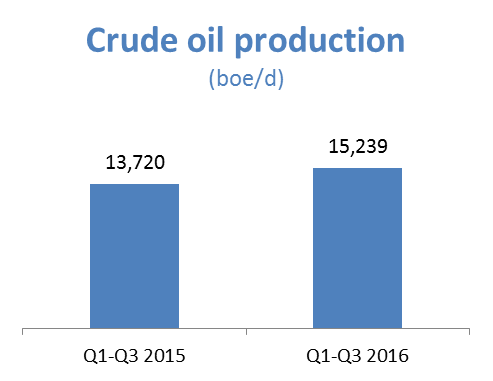 Crude oil production
(boe/d)
13,720
15,239
Q1-Q3 2015
Q1-Q3 2016